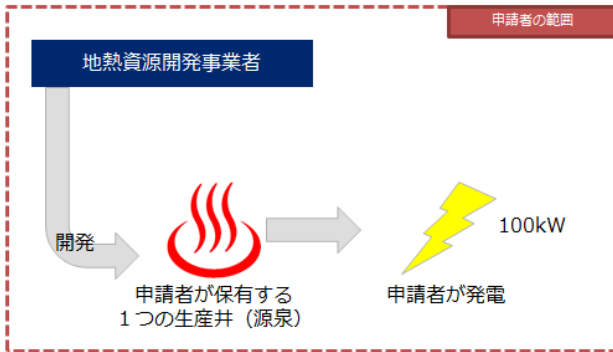 申請者の範囲
地熱資源開発事業者
開発
100kW
申請者が保有する
１つの生産井（源泉）
申請者が発電